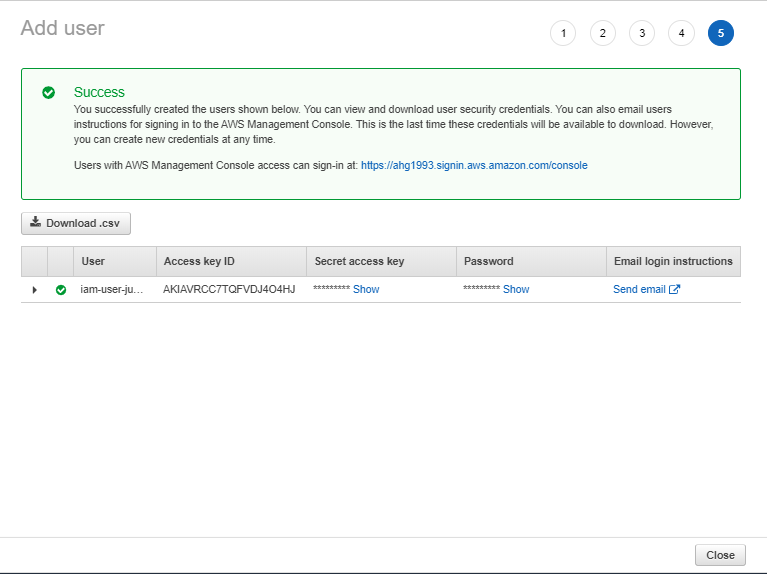 Add user
1 2 3 4 5
Success
You successfully created the users shown below. You can view and download user security credentials. You can also email users
instructions for signing in to the AWS Management Console. This is the last time these credentials will be available to download. However,
you can create new credentials at any time.
Users with AWS Management Console access can sign-in at: https://ahg1993.signin.aws.amazon.com/console
Download .csv
User Access key ID Secret access key Password Email login instructions
iam-user-ju... AKIAVRCC7TQFVDJ4O4HJ ********* Show ********* Show Send email
Close